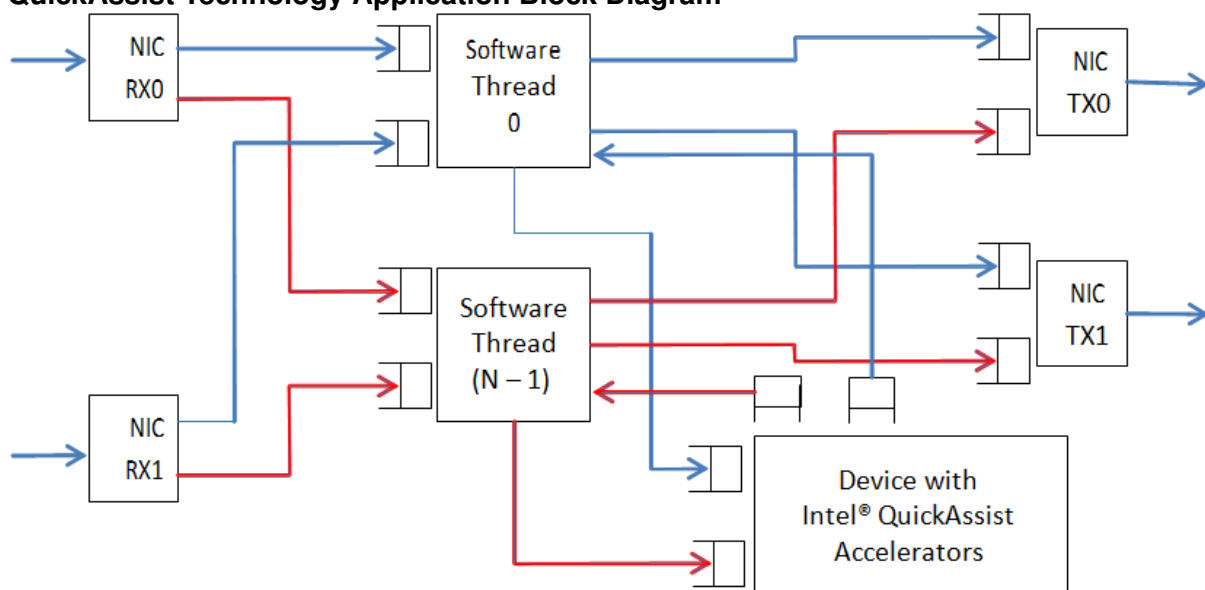 QuickAssist Technology Application Block Diagram
NIC
RX0
Software
Thread
0
NIC
TX0
Software
Thread
(N – 1)
NIC
TX1
NIC
RX1
Device with
Intel® QuickAssist
Accelerators